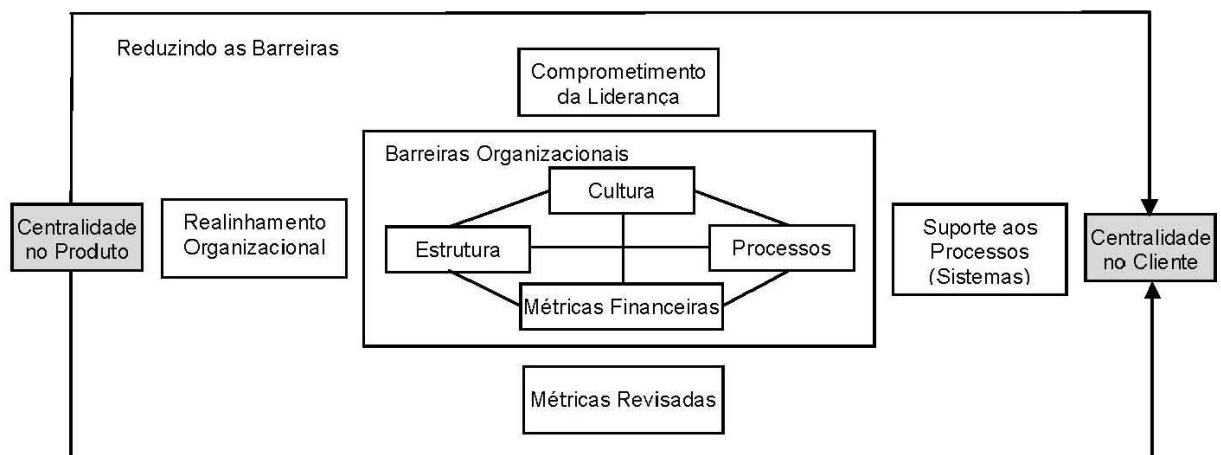 Reduzindo as Barreiras
Comprometimento
da Liderança
Barreiras Organizacionais
Cultura
Centralidade
no Produto
Realinhamento
Organizacional
Estrutura
Processos
Suporte aos
Processos
(Sistemas)
Centralidade
no Cliente
Métricas Financeiras
Métricas Revisadas